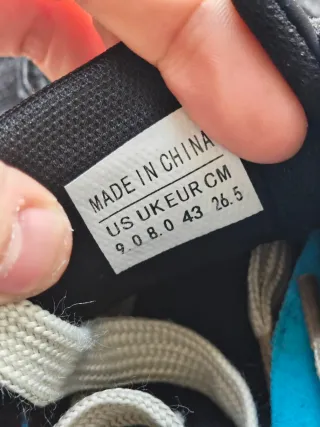 MADE IN CHINA
US UK EUR CM
9.0 8.0 43 26.5